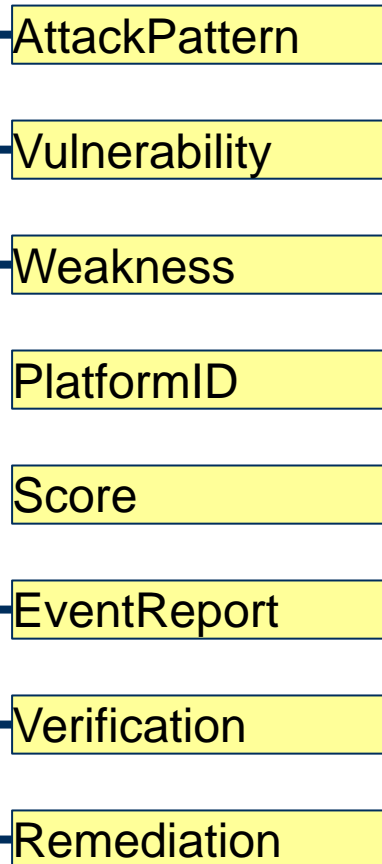 AttackPattern
Vulnerability
Weakness
PlatformID
Score
EventReport
Verification
Remediation